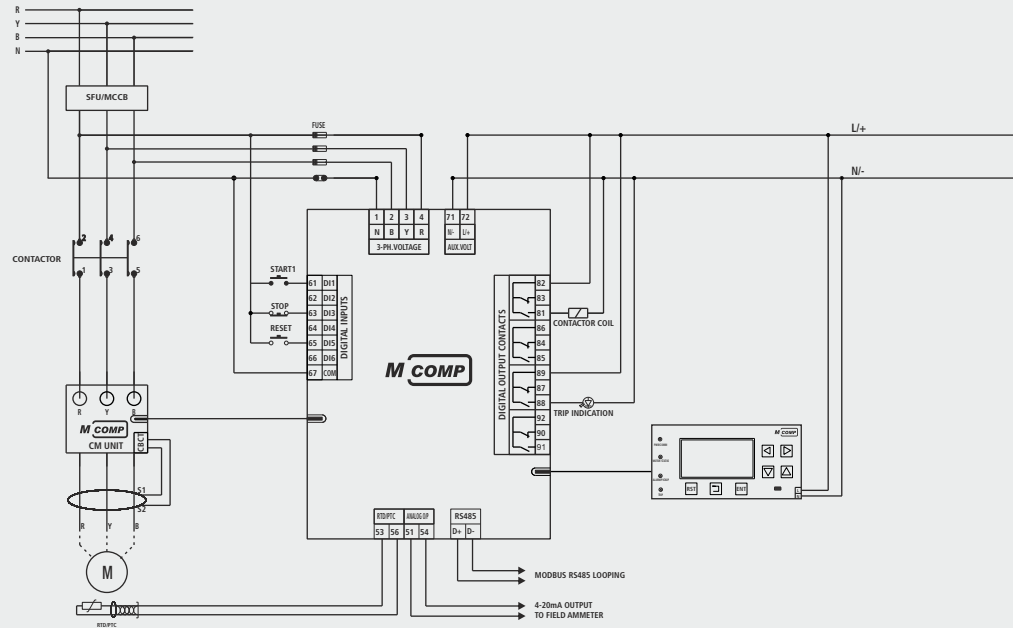 R
Y
B
N
SFU/MCCB
FUSE
L/+
N/-
1 2 3 4
N B Y R
3-PH.VOLTAGE
71 72
N- L/+
AUX.VOLT
2 4 6
CONTACTOR
1 3 5
START1
STOP
RESET
61 DI1
62 DI2
63 DI3
64 DI4
65 DI5
66 DI6
67 COM
DIGITAL INPUTS
M COMP
DIGITAL OUTPUT CONTACTS
82
83
81
86
84
85
89
87
88
92
90
91
CONTACTOR COIL
TRIP INDICATION
R Y B
M COMP
CM UNIT
CBCT
S1
S2
R Y B
M
RTD/PTC
M COMP
RST
ENT
RTD/PTC ANALOG O/P
53 56 51 54
RS485
D+ D-
MODBUS RS485 LOOPING
4-20mA OUTPUT
TO FIELD AMMETER